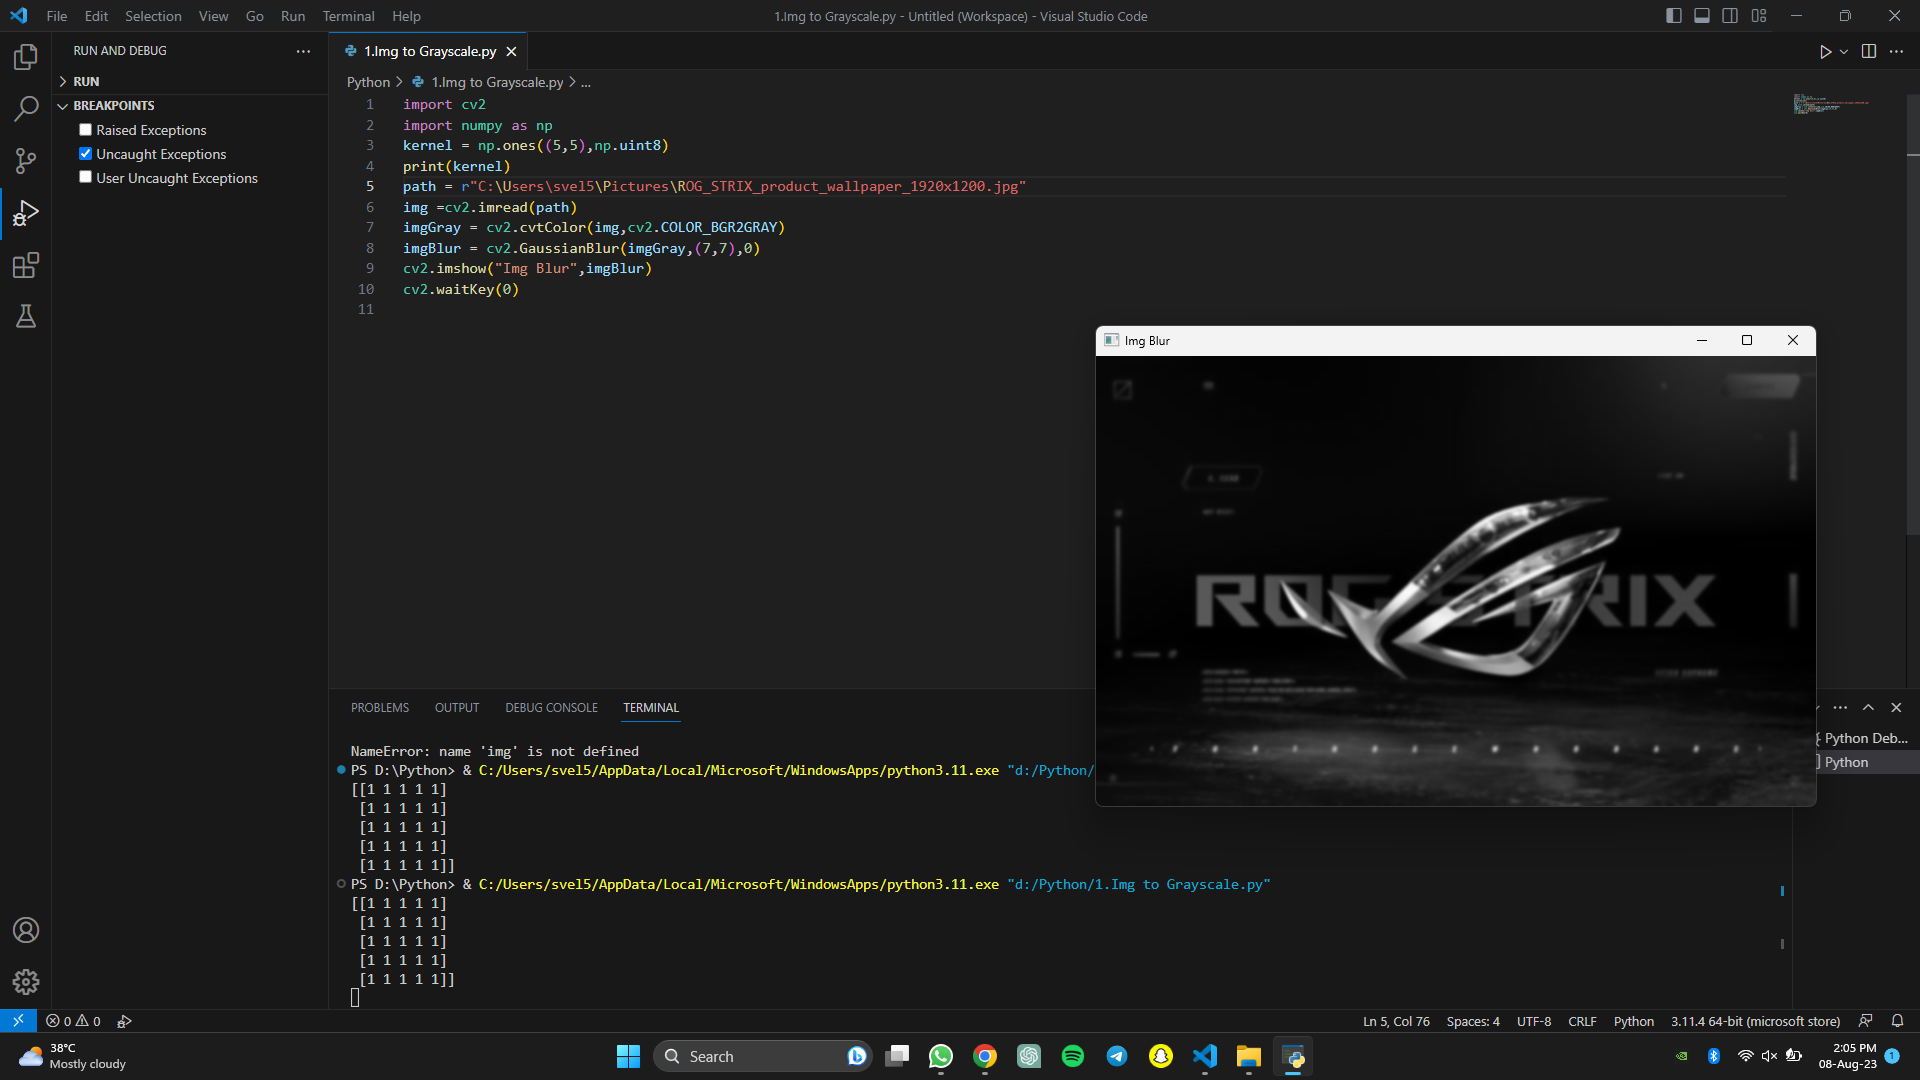 File Edit Selection View Go Run Terminal Help
1.Img to Grayscale.py - Untitled (Workspace) - Visual Studio Code
RUN AND DEBUG
RUN
BREAKPOINTS
Raised Exceptions
Uncaught Exceptions
User Uncaught Exceptions
1.Img to Grayscale.py
Python > 1.Img to Grayscale.py > ...
1 import cv2
2 import numpy as np
3 kernel = np.ones((5,5),np.uint8)
4 print(kernel)
5 path = r"C:\Users\svel5\Pictures\ROG_STRIX_product_wallpaper_1920x1200.jpg"
6 img =cv2.imread(path)
7 imgGray = cv2.cvtColor(img,cv2.COLOR_BGR2GRAY)
8 imgBlur = cv2.GaussianBlur(imgGray,(7,7),0)
9 cv2.imshow("Img Blur",imgBlur)
10 cv2.waitKey(0)
11
Img Blur
ROG STRIX
PROBLEMS OUTPUT DEBUG CONSOLE TERMINAL
Python Deb...
Python
NameError: name 'img' is not defined
PS D:\Python> & C:/Users/svel5/AppData/Local/Microsoft/WindowsApps/python3.11.exe "d:/Python/
[[1 1 1 1 1]
[1 1 1 1 1]
[1 1 1 1 1]
[1 1 1 1 1]
[1 1 1 1 1]]
PS D:\Python> & C:/Users/svel5/AppData/Local/Microsoft/WindowsApps/python3.11.exe "d:/Python/1.Img to Grayscale.py"
[[1 1 1 1 1]
[1 1 1 1 1]
[1 1 1 1 1]
[1 1 1 1 1]
[1 1 1 1 1]]
0 0
Ln 5, Col 76 Spaces: 4 UTF-8 CRLF Python 3.11.4 64-bit (microsoft store)
38°C
Mostly cloudy
Search
2:05 PM
08-Aug-23
1